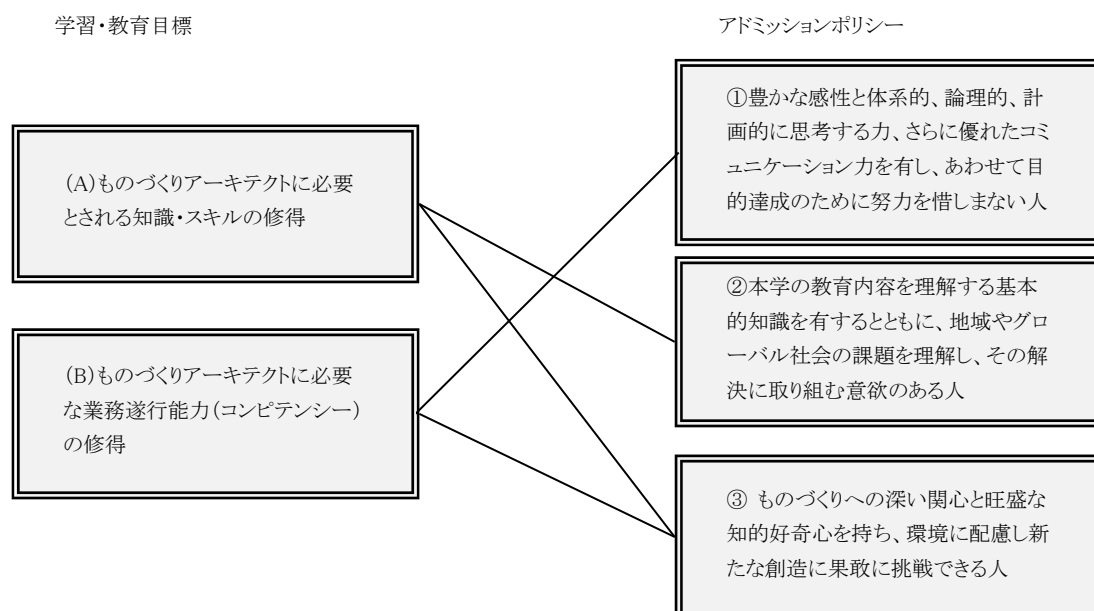 学習・教育目標
アドミッションポリシー
(A)ものづくりアーキテクトに必要
とされる知識・スキルの修得
(B)ものづくりアーキテクトに必要
な業務遂行能力(コンピテンシー)
の修得
①豊かな感性と体系的、論理的、計
画的に思考する力、さらに優れたコミ
ュニケーション力を有し、あわせて目
的達成のために努力を惜しまない人
②本学の教育内容を理解する基本
的知識を有するとともに、地域やグロ
ーバル社会の課題を理解し、その解
決に取り組む意欲のある人
③ ものづくりへの深い関心と旺盛な
知的好奇心を持ち、環境に配慮し新
たな創造に果敢に挑戦できる人